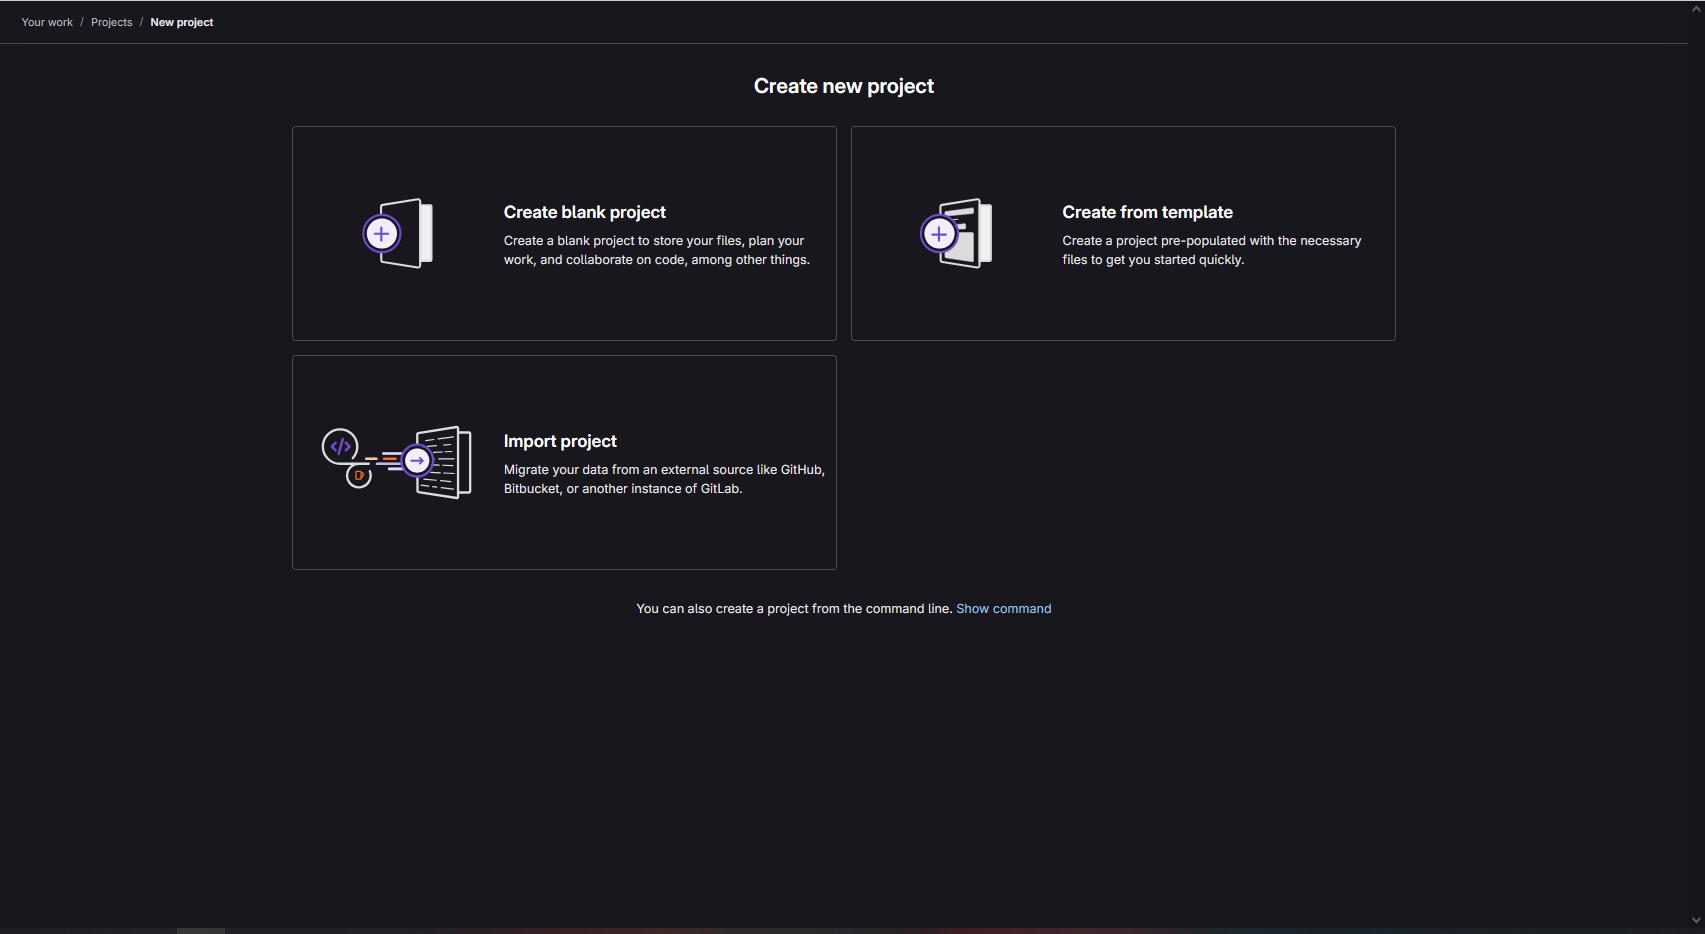 Your work / Projects / New project
Create new project
Create blank project
Create a blank project to store your files, plan your
work, and collaborate on code, among other things.
Create from template
Create a project pre-populated with the necessary
files to get you started quickly.
Import project
Migrate your data from an external source like GitHub,
Bitbucket, or another instance of GitLab.
You can also create a project from the command line. Show command